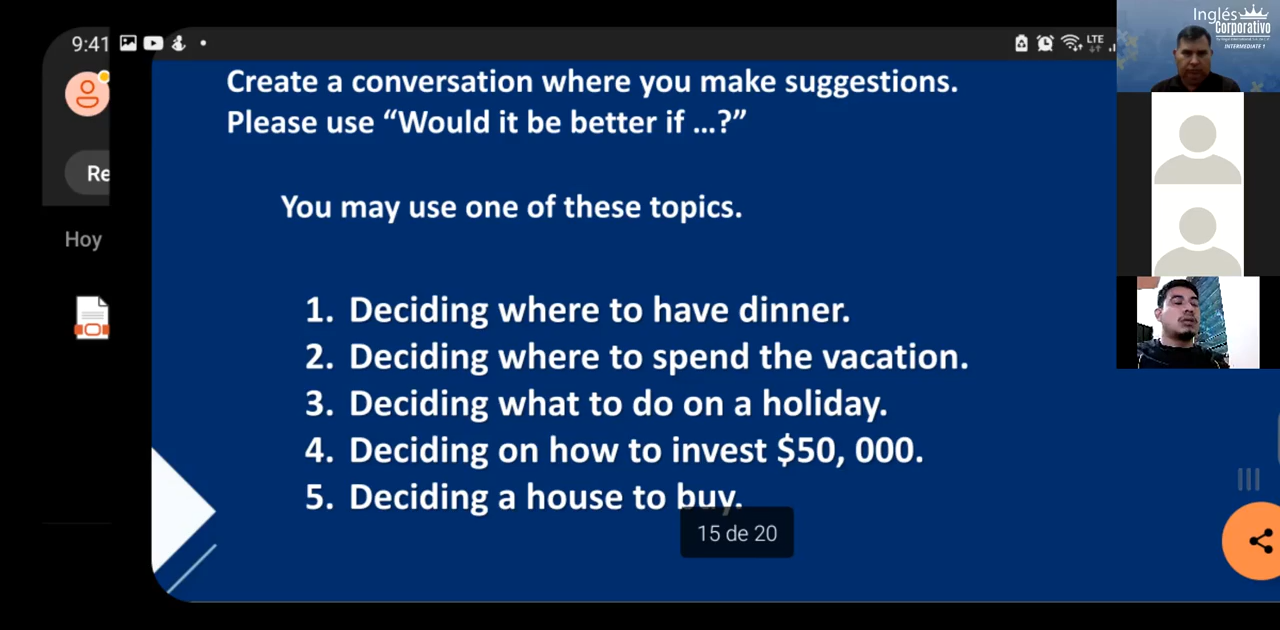 9:41
LTE
Inglés
Corporativo
INTERMEDIATE 1
Create a conversation where you make suggestions.
Please use “Would it be better if ...?”
Re
You may use one of these topics.
Hoy
1. Deciding where to have dinner.
2. Deciding where to spend the vacation.
3. Deciding what to do on a holiday.
4. Deciding on how to invest $50, 000.
5. Deciding a house to buy.
15 de 20